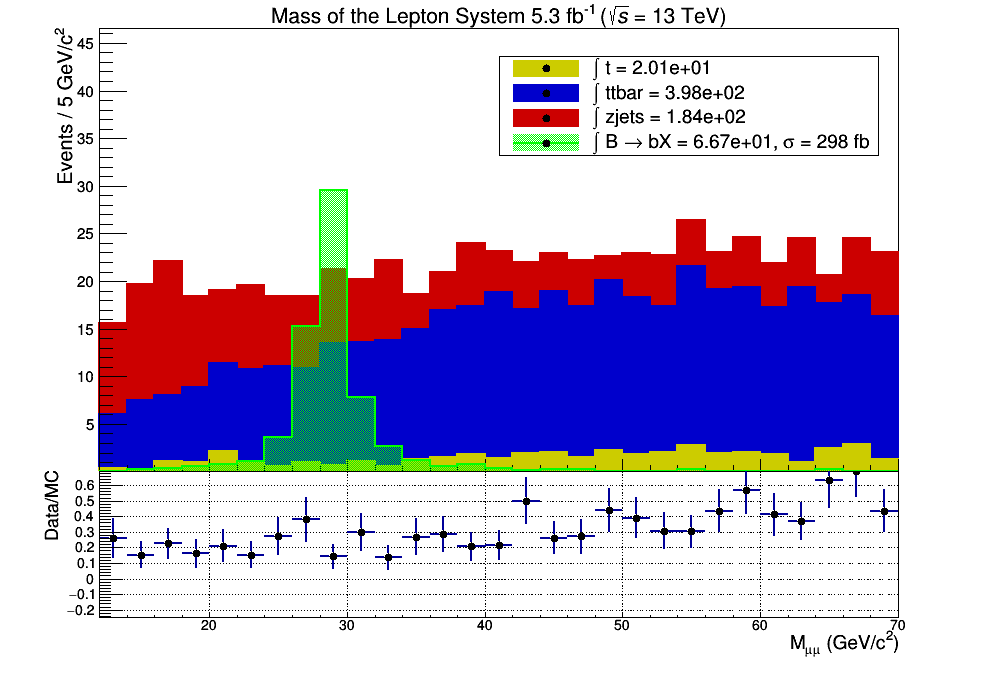 Mass of the Lepton System 5.3 fb⁻¹ (√s = 13 TeV)
Events / 5 GeV/c²
45
40
35
30
25
20
15
10
5
∫ t = 2.01e+01
∫ ttbar = 3.98e+02
∫ zjets = 1.84e+02
∫ B → bX = 6.67e+01, σ = 298 fb
Data/MC
0.6
0.5
0.4
0.3
0.2
0.1
0
−0.1
−0.2
20 30 40 50 60 70
M_μμ (GeV/c²)